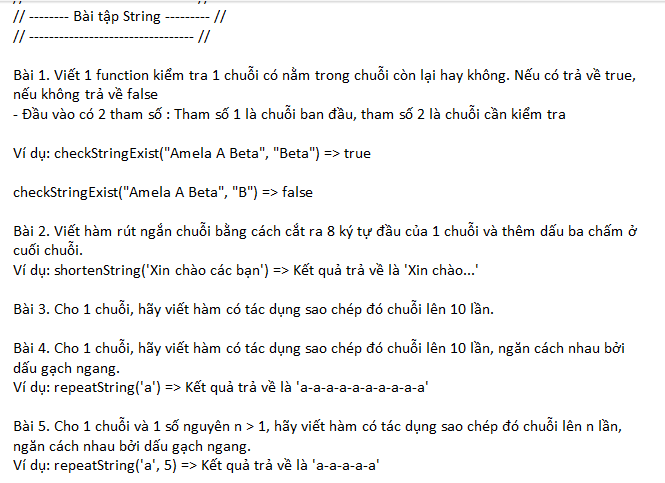 // -------- Bài tập String --------- //
// --------------------------------- //
Bài 1. Viết 1 function kiểm tra 1 chuỗi có nằm trong chuỗi còn lại hay không. Nếu có trả về true,
nếu không trả về false
- Đầu vào có 2 tham số : Tham số 1 là chuỗi ban đầu, tham số 2 là chuỗi cần kiểm tra
Ví dụ: checkStringExist("Amela A Beta", "Beta") => true
checkStringExist("Amela A Beta", "B") => false
Bài 2. Viết hàm rút ngắn chuỗi bằng cách cắt ra 8 ký tự đầu của 1 chuỗi và thêm dấu ba chấm ở
cuối chuỗi.
Ví dụ: shortenString('Xin chào các bạn') => Kết quả trả về là 'Xin chào...'
Bài 3. Cho 1 chuỗi, hãy viết hàm có tác dụng sao chép đó chuỗi lên 10 lần.
Bài 4. Cho 1 chuỗi, hãy viết hàm có tác dụng sao chép đó chuỗi lên 10 lần, ngăn cách nhau bởi
dấu gạch ngang.
Ví dụ: repeatString('a') => Kết quả trả về là 'a-a-a-a-a-a-a-a-a-a'
Bài 5. Cho 1 chuỗi và 1 số nguyên n > 1, hãy viết hàm có tác dụng sao chép đó chuỗi lên n lần,
ngăn cách nhau bởi dấu gạch ngang.
Ví dụ: repeatString('a', 5) => Kết quả trả về là 'a-a-a-a-a'